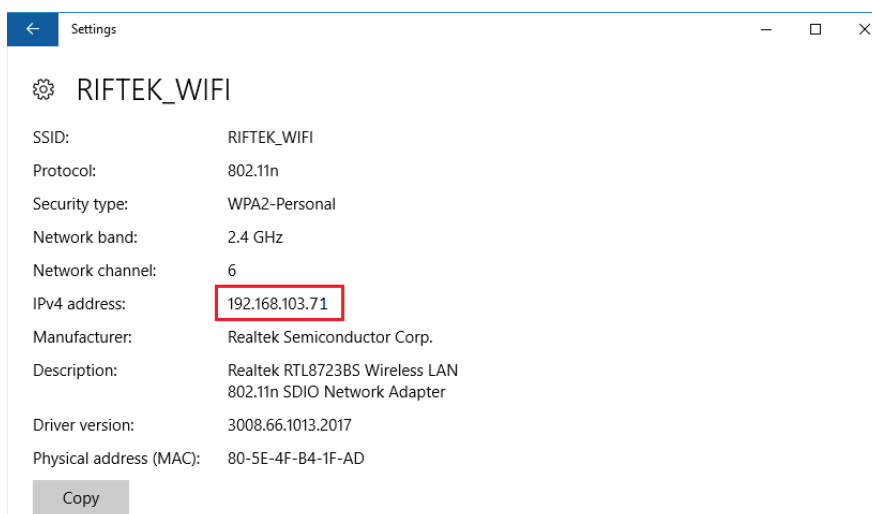 Settings
RIFTEK_WIFI
SSID: RIFTEK_WIFI
Protocol: 802.11n
Security type: WPA2-Personal
Network band: 2.4 GHz
Network channel: 6
IPv4 address: 192.168.103.71
Manufacturer: Realtek Semiconductor Corp.
Description: Realtek RTL8723BS Wireless LAN
802.11n SDIO Network Adapter
Driver version: 3008.66.1013.2017
Physical address (MAC): 80-5E-4F-B4-1F-AD
Copy